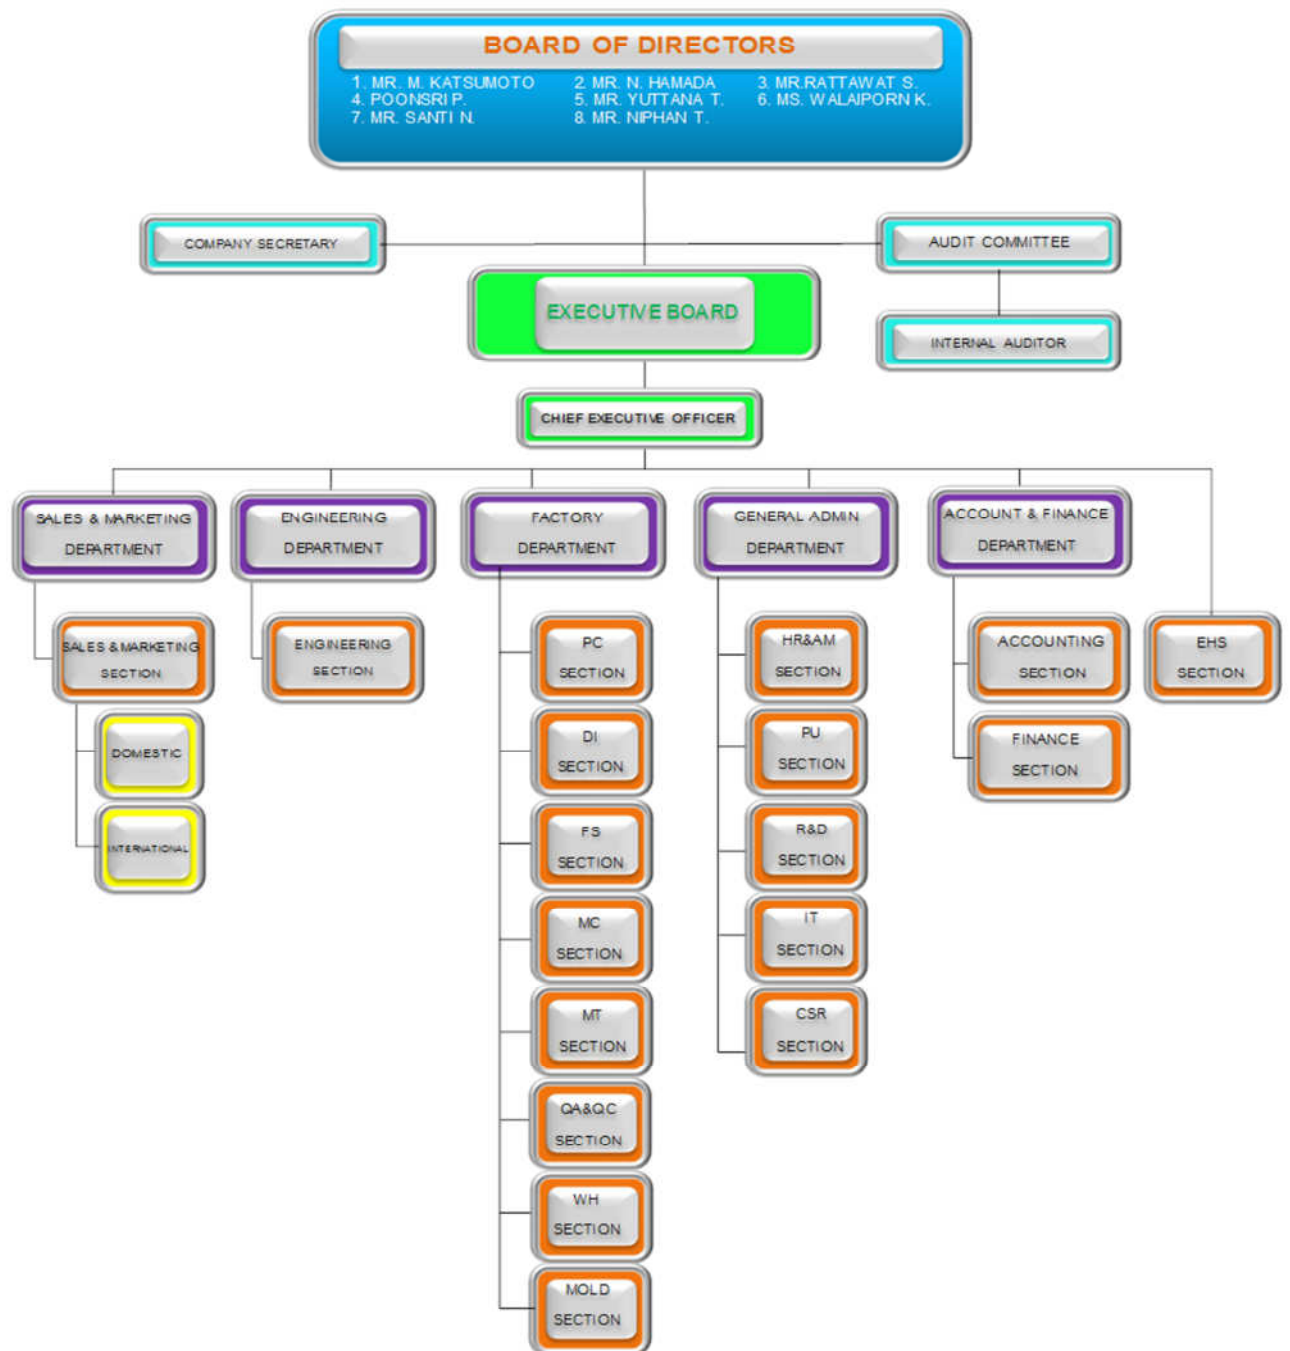 BOARD OF DIRECTORS
1. MR. M. KATSUMOTO 2. MR. N. HAMADA 3. MR.RATTAWAT S.
4. POONSRI P. 5. MR. YUTTANA T. 6. MS. WALAIPORN K.
7. MR. SANTI N. 8. MR. NIPHAN T.
COMPANY SECRETARY
AUDIT COMMITTEE
EXECUTIVE BOARD
INTERNAL AUDITOR
CHIEF EXECUTIVE OFFICER
SALES & MARKETING
DEPARTMENT
ENGINEERING
DEPARTMENT
FACTORY
DEPARTMENT
GENERAL ADMIN
DEPARTMENT
ACCOUNT & FINANCE
DEPARTMENT
SALES & MARKETING
SECTION
DOMESTIC
INTERNATIONAL
ENGINEERING
SECTION
PC
SECTION
DI
SECTION
FS
SECTION
MC
SECTION
MT
SECTION
QA&QC
SECTION
WH
SECTION
MOLD
SECTION
HR&AM
SECTION
PU
SECTION
R&D
SECTION
IT
SECTION
CSR
SECTION
ACCOUNTING
SECTION
FINANCE
SECTION
EHS
SECTION